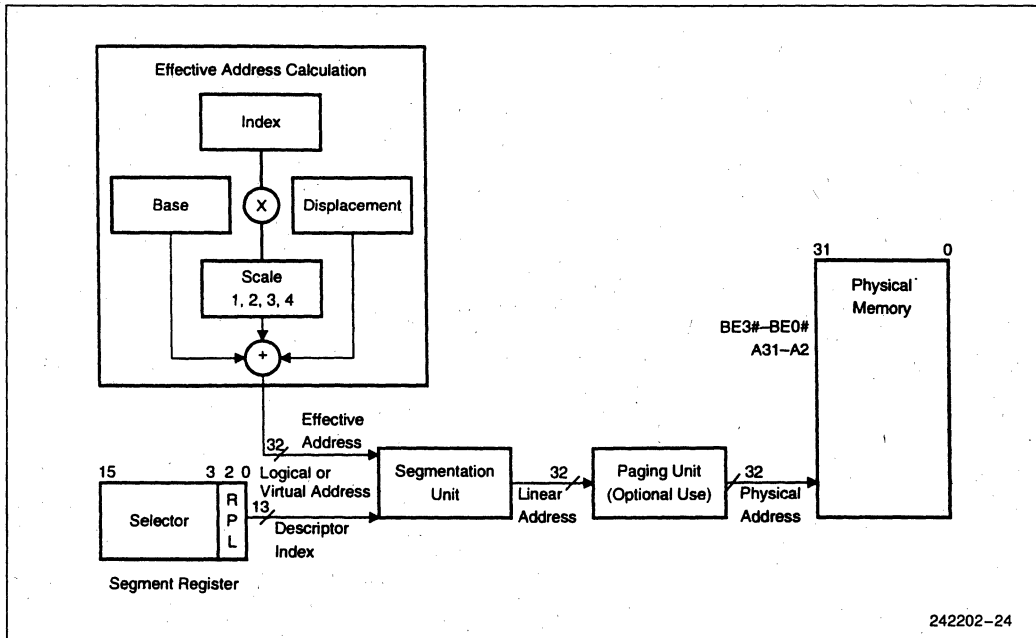 Effective Address Calculation
Index
Base
X
Displacement
Scale
1, 2, 3, 4
+
31 0
Physical
Memory
BE3#–BE0#
A31–A2
Effective
Address
32
Logical or
Virtual Address
15 3 2 0
Selector
R
P
L
13
Descriptor
Index
Segment Register
Segmentation
Unit
32
Linear
Address
Paging Unit
(Optional Use)
32
Physical
Address
242202–24